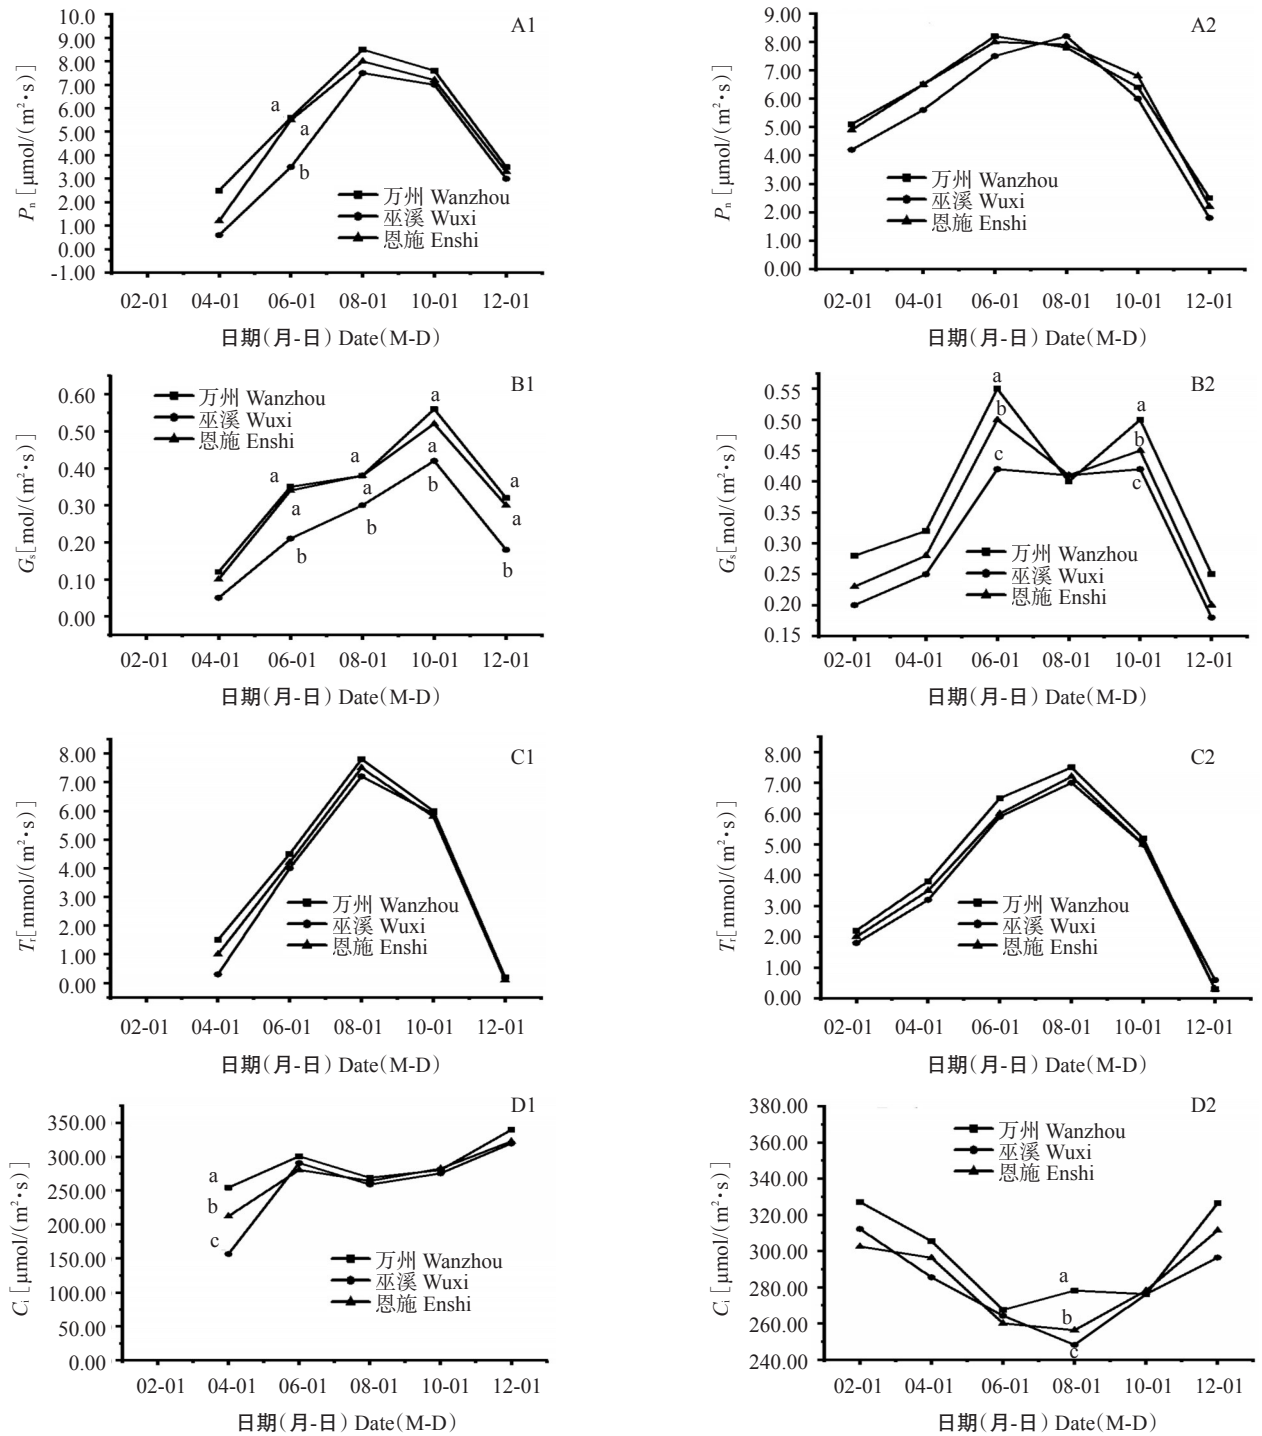 A1
10.0
9.00
8.00
7.00
6.00
5.00
4.00
3.00
2.00
1.00
0.00
-1.00
Pn[μmol/(m²·s)]
a
a
b
万州 Wanzhou
巫溪 Wuxi
恩施 Enshi
02-01 04-01 06-01 08-01 10-01 12-01
日期(月-日) Date(M-D)
A2
9.00
8.00
7.00
6.00
5.00
4.00
3.00
2.00
1.00
0.00
Pn[μmol/(m²·s)]
万州 Wanzhou
巫溪 Wuxi
恩施 Enshi
02-01 04-01 06-01 08-01 10-01 12-01
日期(月-日) Date(M-D)
B1
0.60
0.50
0.40
0.30
0.20
0.10
0.00
Gs[mol/(m²·s)]
万州 Wanzhou
巫溪 Wuxi
恩施 Enshi
a a a a
a a a a
b b b b
b
02-01 04-01 06-01 08-01 10-01 12-01
日期(月-日) Date(M-D)
B2
0.55
0.50
0.45
0.40
0.35
0.30
0.25
0.20
0.15
Gs[mol/(m²·s)]
a a
b b
c c
万州 Wanzhou
巫溪 Wuxi
恩施 Enshi
02-01 04-01 06-01 08-01 10-01 12-01
日期(月-日) Date(M-D)
C1
8.00
7.00
6.00
5.00
4.00
3.00
2.00
1.00
0.00
Tr[mmol/(m²·s)]
万州 Wanzhou
巫溪 Wuxi
恩施 Enshi
02-01 04-01 06-01 08-01 10-01 12-01
日期(月-日) Date(M-D)
C2
8.00
7.00
6.00
5.00
4.00
3.00
2.00
1.00
0.00
Tr[mmol/(m²·s)]
万州 Wanzhou
巫溪 Wuxi
恩施 Enshi
02-01 04-01 06-01 08-01 10-01 12-01
日期(月-日) Date(M-D)
D1
350.00
300.00
250.00
200.00
150.00
100.00
50.00
0.00
Ci[μmol/(m²·s)]
a
b
c
万州 Wanzhou
巫溪 Wuxi
恩施 Enshi
02-01 04-01 06-01 08-01 10-01 12-01
日期(月-日) Date(M-D)
D2
380.00
360.00
340.00
320.00
300.00
280.00
260.00
240.00
Ci[μmol/(m²·s)]
万州 Wanzhou
巫溪 Wuxi
恩施 Enshi
a
b
c
02-01 04-01 06-01 08-01 10-01 12-01
日期(月-日) Date(M-D)